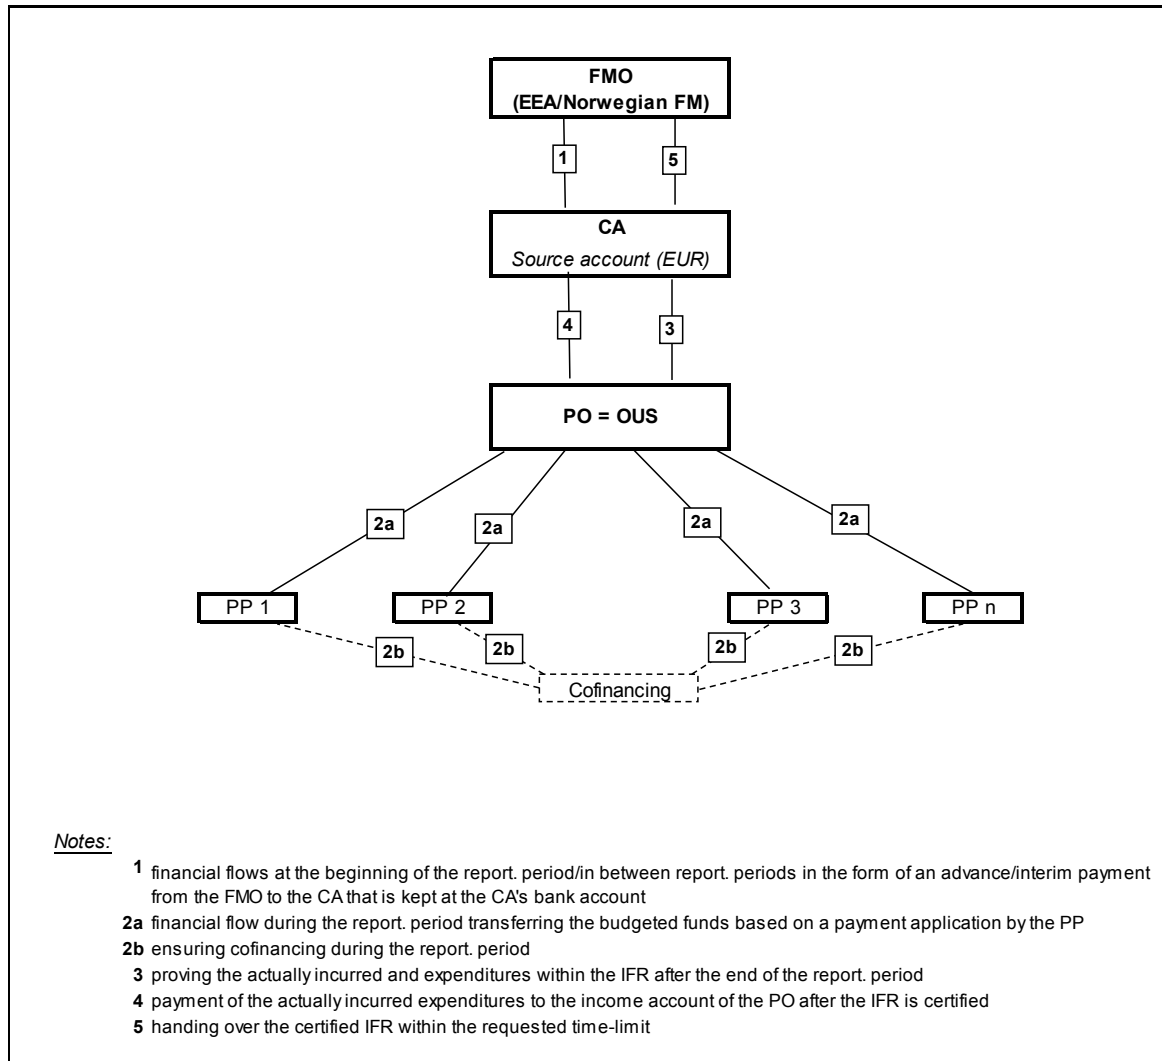 FMO
(EEA/Norwegian FM)
1 5
CA
Source account (EUR)
4 3
PO = OUS
2a 2a 2a 2a
PP 1 PP 2 PP 3 PP n
2b 2b 2b 2b
Cofinancing
Notes:
1 financial flows at the beginning of the report. period/in between report. periods in the form of an advance/interim payment
from the FMO to the CA that is kept at the CA's bank account
2a financial flow during the report. period transferring the budgeted funds based on a payment application by the PP
2b ensuring cofinancing during the report. period
3 proving the actually incurred and expenditures within the IFR after the end of the report. period
4 payment of the actually incurred expenditures to the income account of the PO after the IFR is certified
5 handing over the certified IFR within the requested time-limit